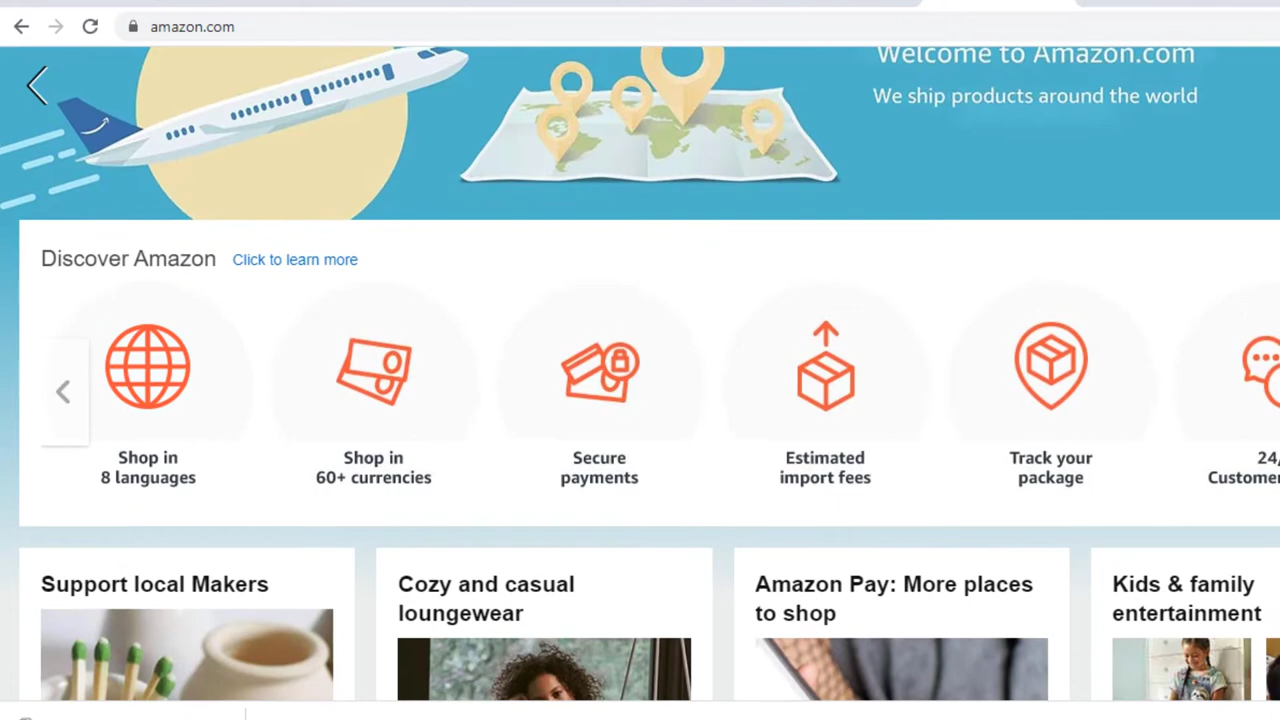 amazon.com
Welcome to Amazon.com
We ship products around the world
Discover Amazon Click to learn more
Shop in
8 languages
Shop in
60+ currencies
Secure
payments
Estimated
import fees
Track your
package
24/
Customer
Support local Makers
Cozy and casual
loungewear
Amazon Pay: More places
to shop
Kids & family
entertainment